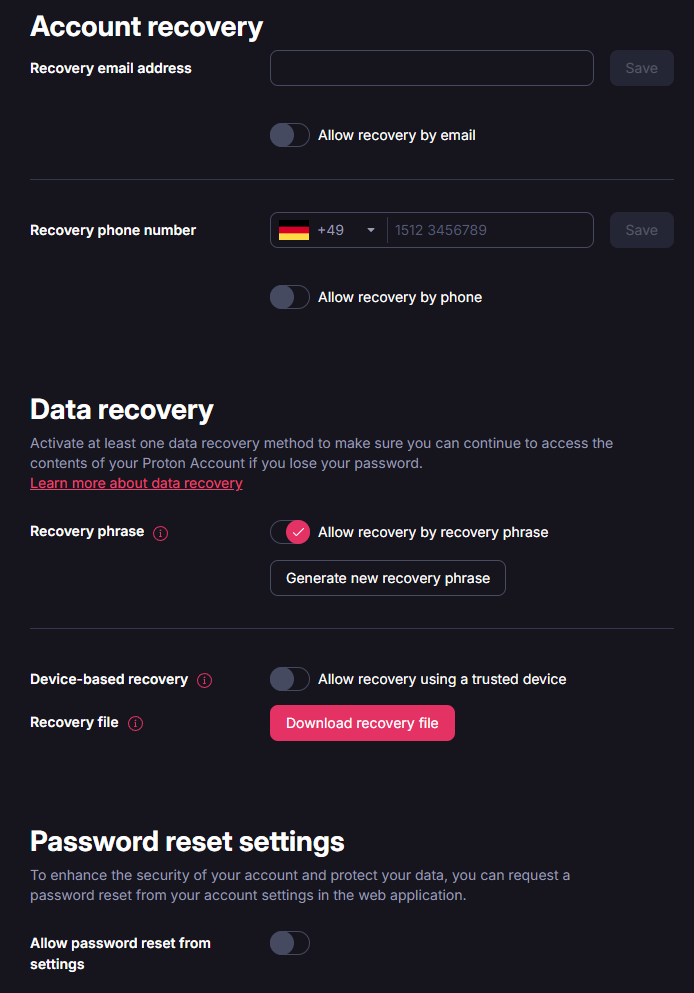 Account recovery
Recovery email address
Save
Allow recovery by email
Recovery phone number
+49
1512 3456789
Save
Allow recovery by phone
Data recovery
Activate at least one data recovery method to make sure you can continue to access the
contents of your Proton Account if you lose your password.
Learn more about data recovery
Recovery phrase
Allow recovery by recovery phrase
Generate new recovery phrase
Device-based recovery
Allow recovery using a trusted device
Recovery file
Download recovery file
Password reset settings
To enhance the security of your account and protect your data, you can request a
password reset from your account settings in the web application.
Allow password reset from
settings